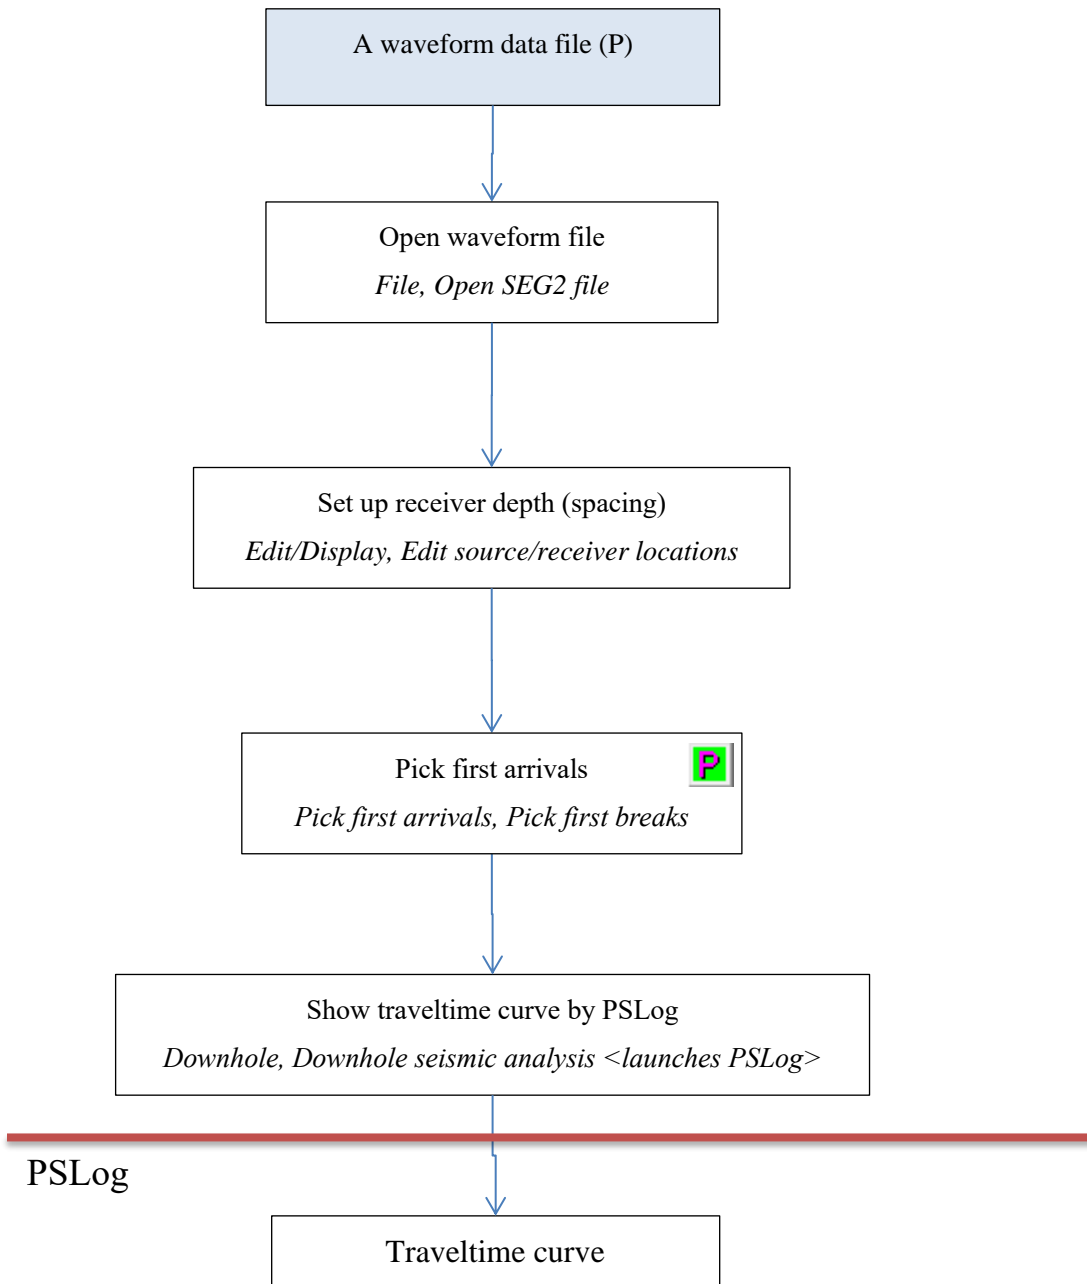 A waveform data file (P)
Open waveform file
File, Open SEG2 file
Set up receiver depth (spacing)
Edit/Display, Edit source/receiver locations
Pick first arrivals
P
Pick first arrivals, Pick first breaks
Show traveltime curve by PSLog
Downhole, Downhole seismic analysis <launches PSLog>
PSLog
Traveltime curve